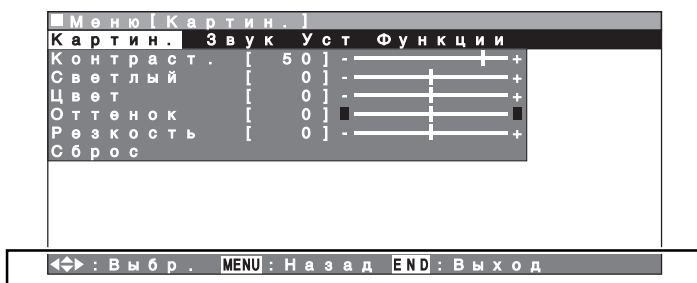 ■Меню[Картин.]
Картин. Звук Уст Функции
Контраст. [ 50] - +
Светлый [ 0] - +
Цвет [ 0] - +
Оттенок [ 0] ■ ■
Резкость [ 0] - +
Сброс
:Выбр. MENU:Назад END:Выход